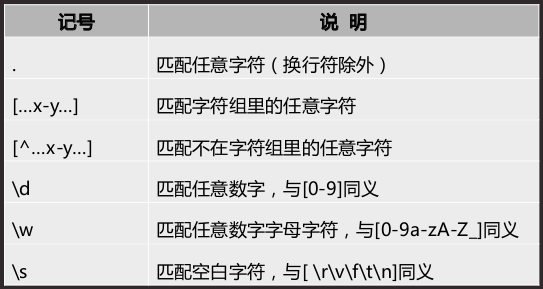 记号 说 明
. 匹配任意字符（换行符除外）
[...x-y...] 匹配字符组里的任意字符
[^...x-y...] 匹配不在字符组里的任意字符
\d 匹配任意数字，与[0-9]同义
\w 匹配任意数字字母字符，与[0-9a-zA-Z_]同义
\s 匹配空白字符，与[ \r\v\f\t\n]同义